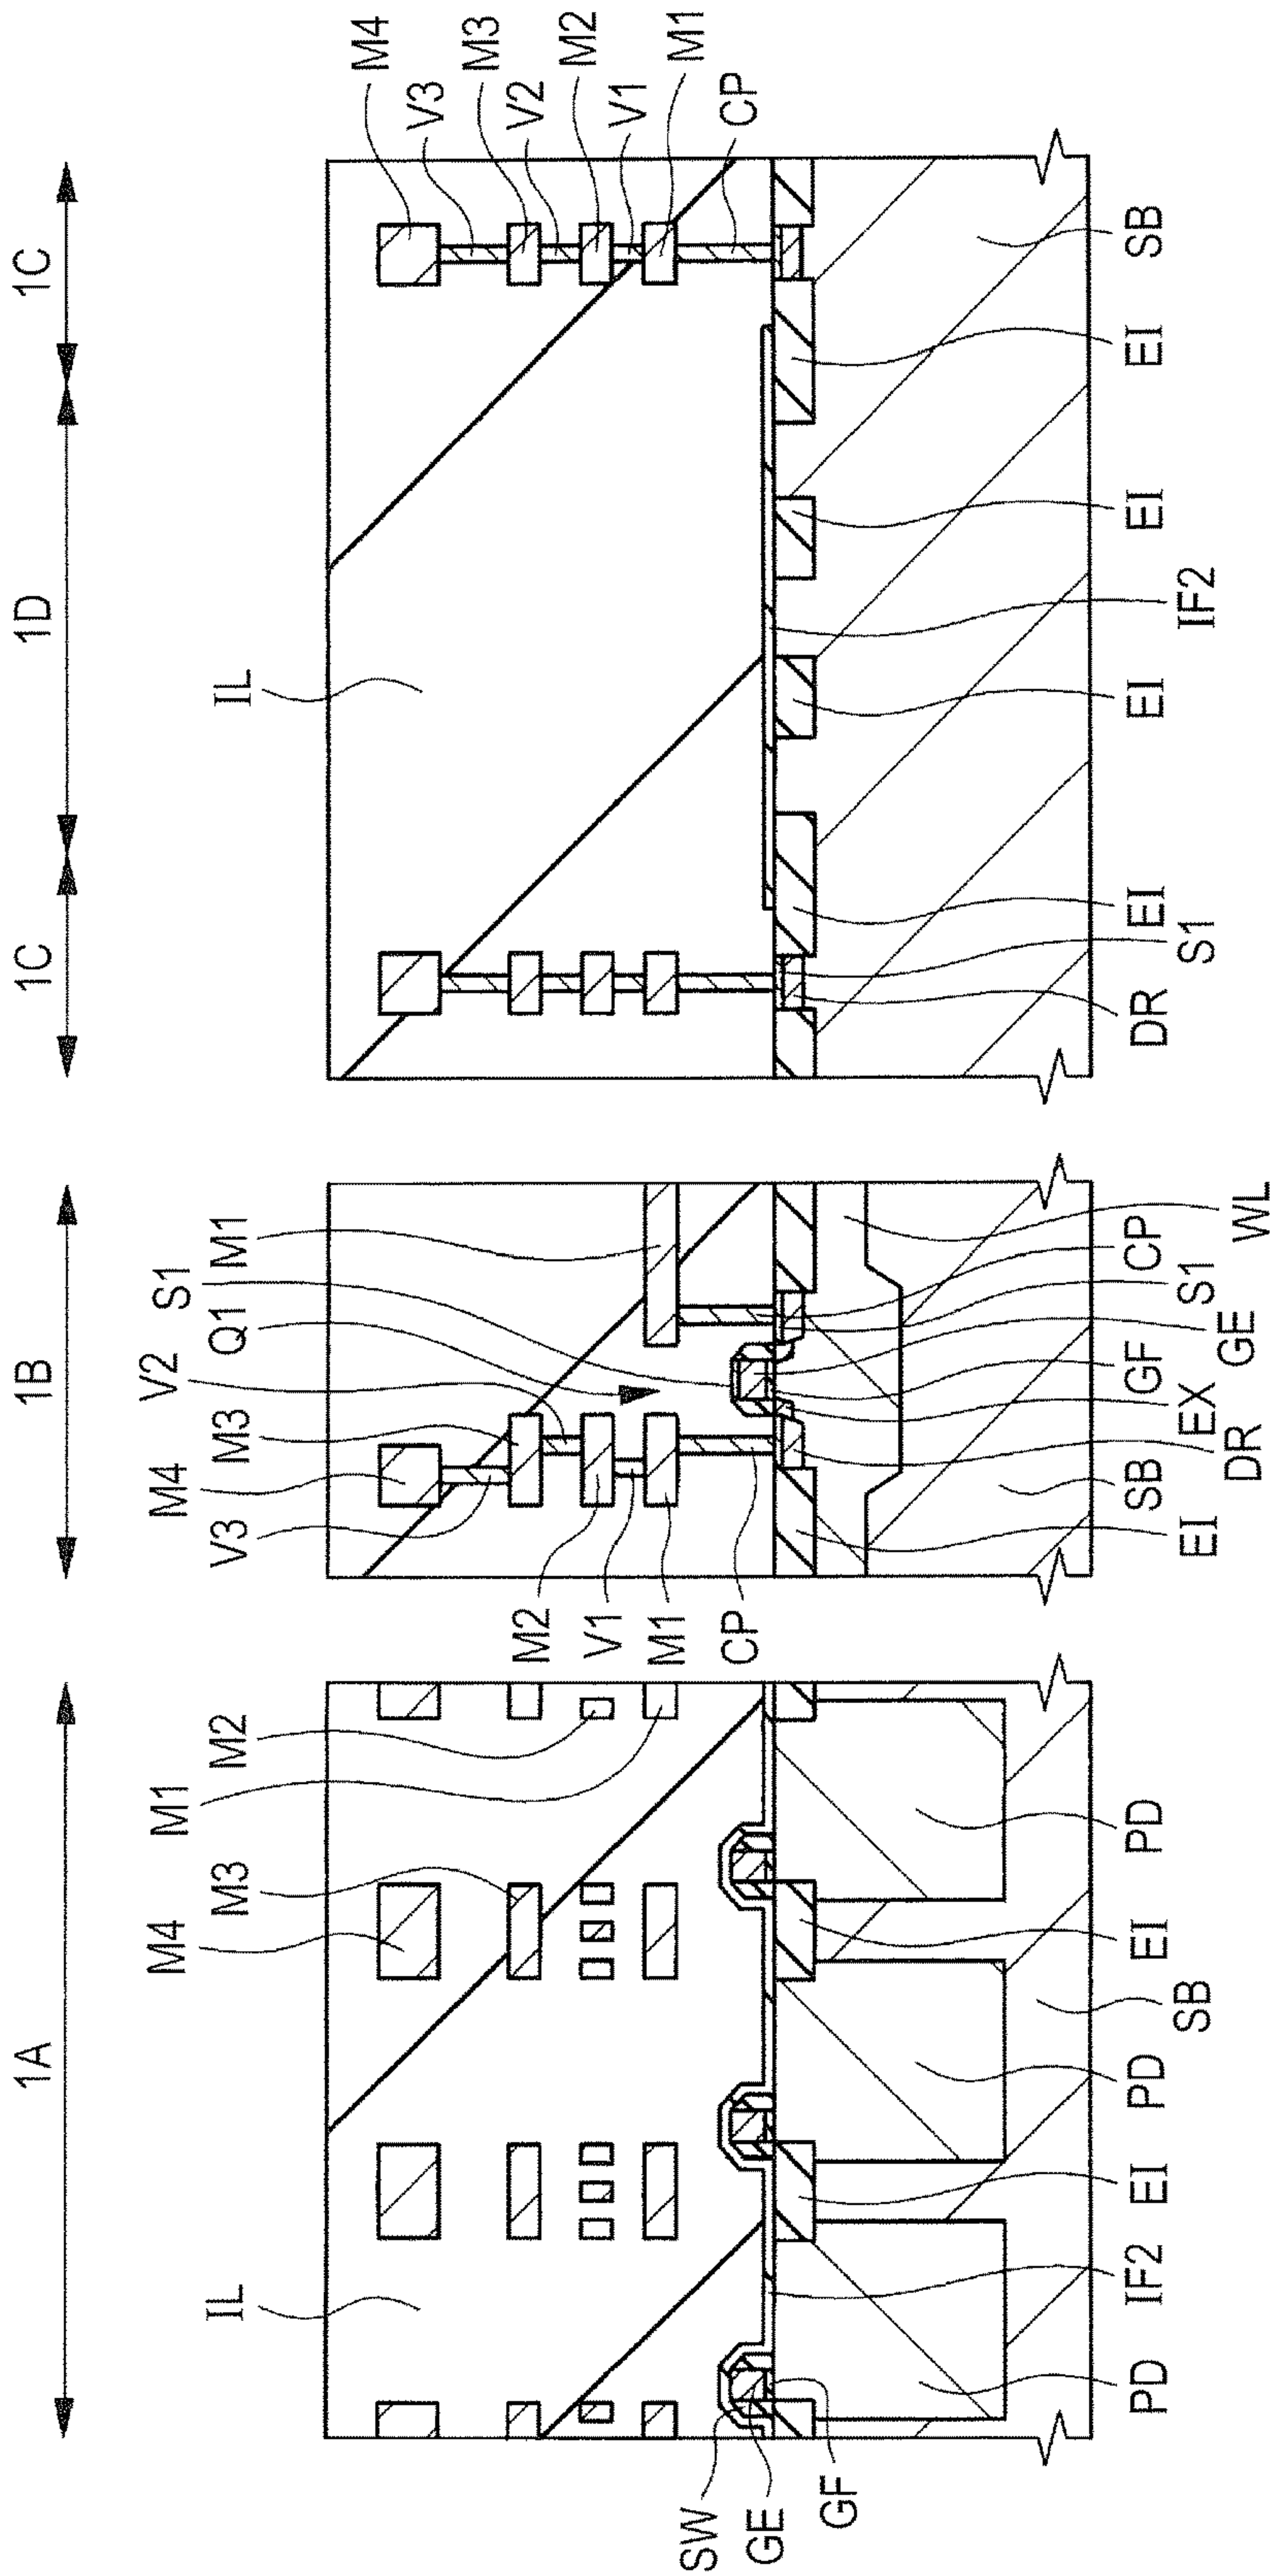 1A
1B
1C
1D
1C
IL
M4
M3
M1
M2
SW
GE
GF
PD
IF2
EI
PD
SB
EI
PD
V3
M4
M3
V2
Q1
S1
M1
M2
V1
M1
CP
EI
SB
DR
EX
GF
GE
S1
CP
WL
IL
M4
V3
M3
V2
M2
V1
M1
CP
DR
S1
EI
EI
IF2
EI
EI
SB